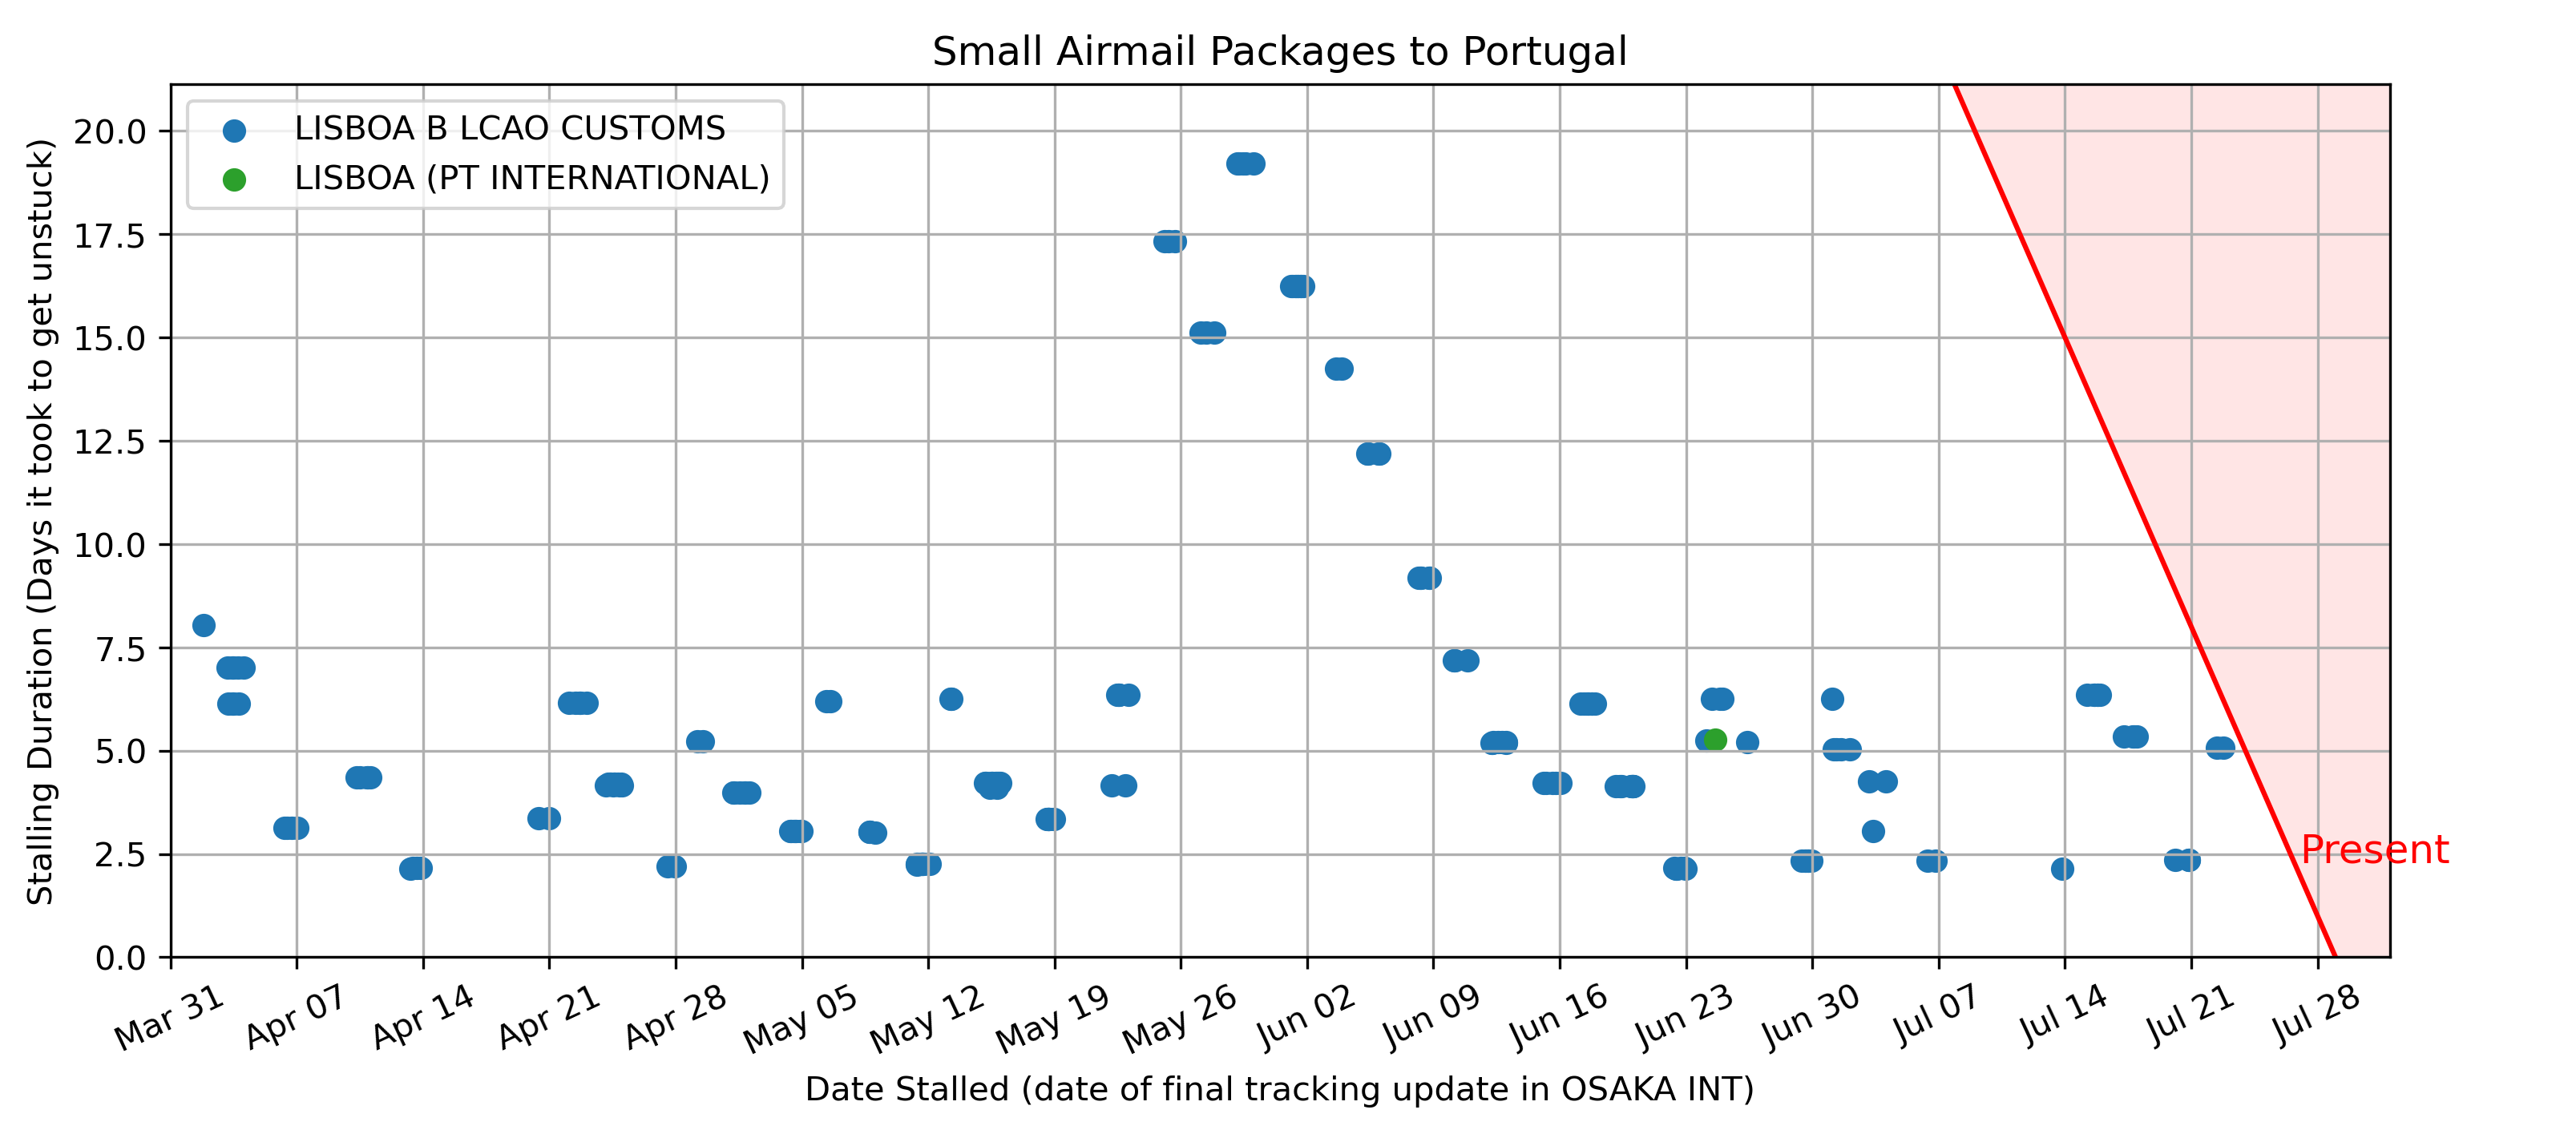 Small Airmail Packages to Portugal
LISBOA B LCAO CUSTOMS
LISBOA (PT INTERNATIONAL)
Stalling Duration (Days it took to get unstuck)
20.0
17.5
15.0
12.5
10.0
7.5
5.0
2.5
0.0
Present
Mar 31 Apr 07 Apr 14 Apr 21 Apr 28 May 05 May 12 May 19 May 26 Jun 02 Jun 09 Jun 16 Jun 23 Jun 30 Jul 07 Jul 14 Jul 21 Jul 28
Date Stalled (date of final tracking update in OSAKA INT)